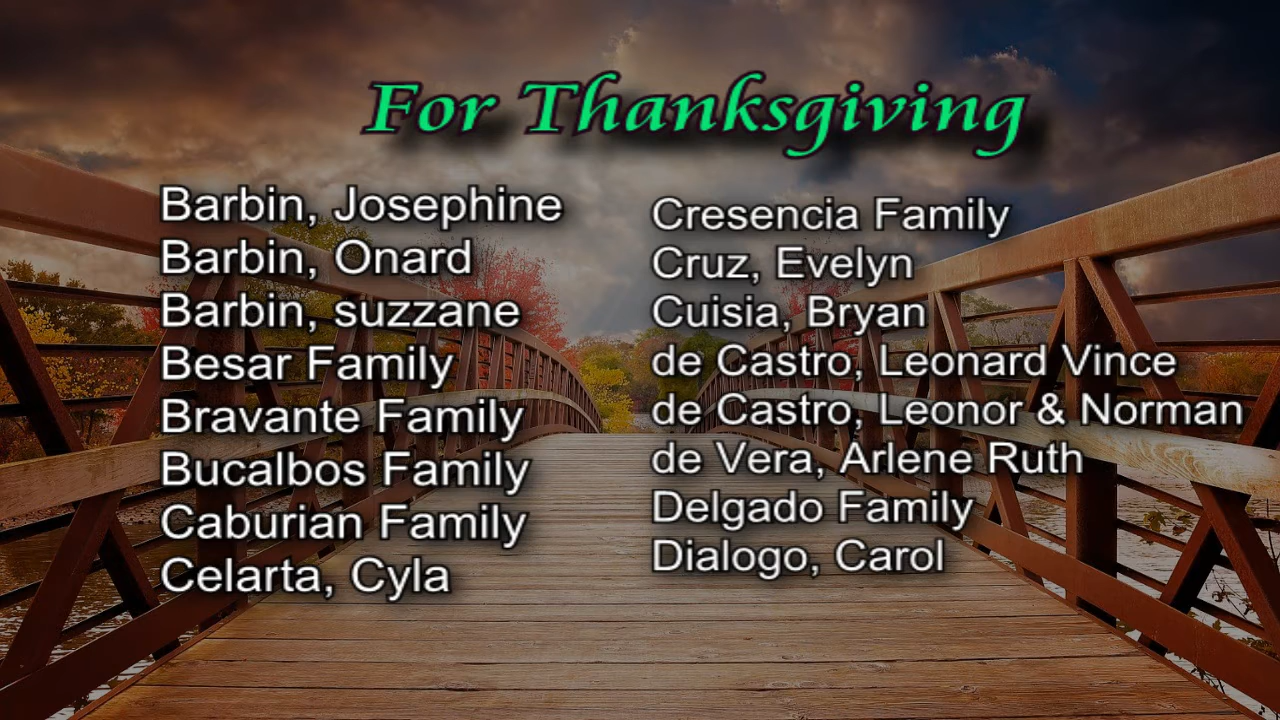 For Thanksgiving
Barbin, Josephine
Barbin, Onard
Barbin, suzzane
Besar Family
Bravante Family
Bucalbos Family
Caburian Family
Celarta, Cyla
Cresencia Family
Cruz, Evelyn
Cuisia, Bryan
de Castro, Leonard Vince
de Castro, Leonor & Norman
de Vera, Arlene Ruth
Delgado Family
Dialogo, Carol